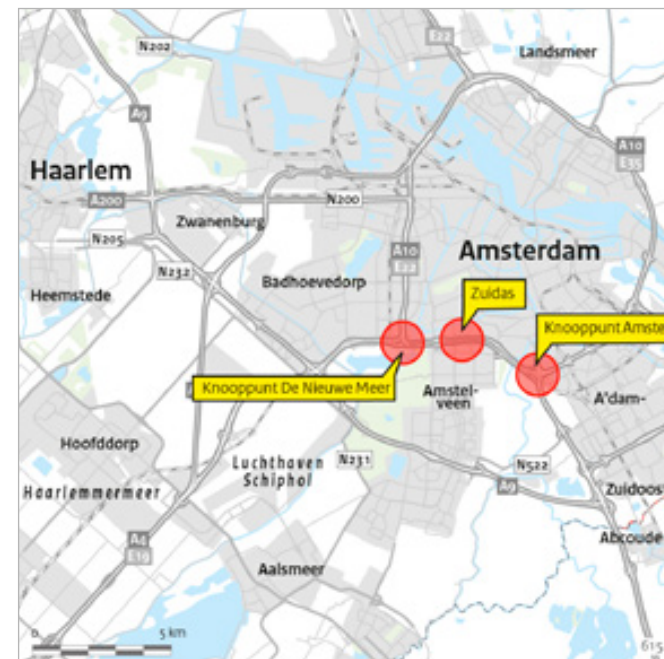 N202
E22
Landsmeer
A9
A10
E35
Haarlem
A200
N200
Zwanenburg
N205
A10
E22
Amsterdam
N232
Badhoevedorp
Zuidas
Heemstede
Knooppunt Amste
Knooppunt De Nieuwe Meer
Amstel-
veen
A'dam-
Hoofddorp
Luchthaven
Schiphol
N231
N522
Haarlemmermeer
A9
Zuidoost
A4
E19
Abcoude
Aalsmeer
0
5 km
615